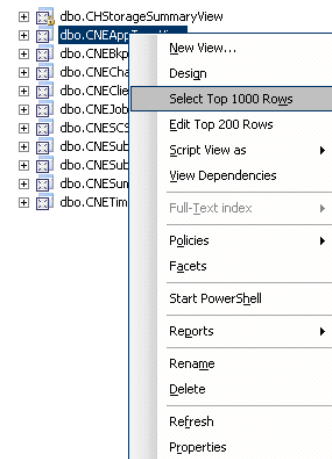 dbo.CHStorageSummaryView
dbo.CNEAppTypeView
dbo.CNEBkp
dbo.CNECha
dbo.CNEClie
dbo.CNEJob
dbo.CNESCS
dbo.CNESub
dbo.CNESub
dbo.CNESum
dbo.CNETim
New View...
Design
Select Top 1000 Rows
Edit Top 200 Rows
Script View as
View Dependencies
Full-Text index
Policies
Facets
Start PowerShell
Reports
Rename
Delete
Refresh
Properties